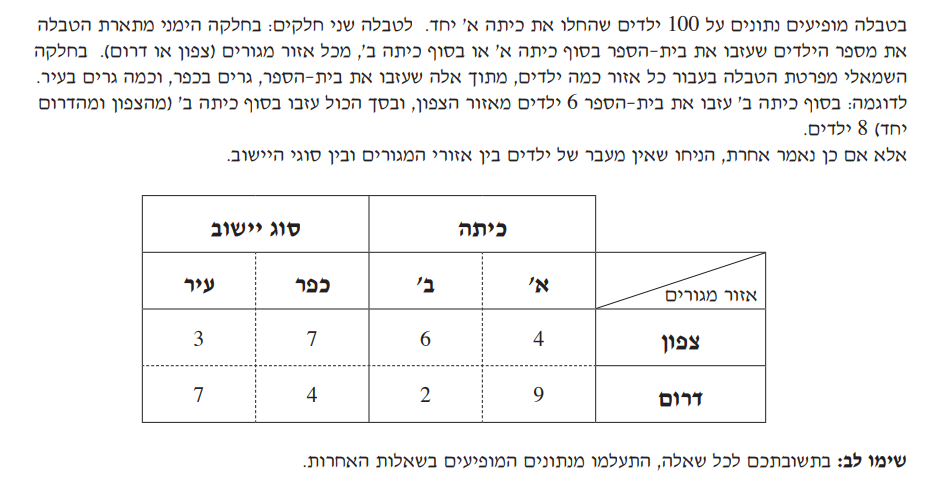 בטבלה מופיעים נתונים על 100 ילדים שהחלו את כיתה א' יחד. לטבלה שני חלקים: בחלקה הימני מתארת הטבלה
את מספר הילדים שעזבו את בית-הספר בסוף כיתה א' או בסוף כיתה ב', מכל אזור מגורים (צפון או דרום). בחלקה
השמאלי מפרטת הטבלה בעבור כל אזור כמה ילדים, מתוך אלה שעזבו את בית-הספר, גרים בכפר, וכמה גרים בעיר.
לדוגמה: בסוף כיתה ב' עזבו את בית-הספר 6 ילדים מאזור הצפון, ובסך הכול עזבו בסוף כיתה ב' (מהצפון ומהדרום
יחד) 8 ילדים.
אלא אם כן נאמר אחרת, הניחו שאין מעבר של ילדים בין אזורי המגורים ובין סוגי היישוב.
כיתה סוג יישוב
אזור מגורים א' ב' כפר עיר
צפון 4 6 7 3
דרום 9 2 4 7
שימו לב: בתשובתכם לכל שאלה, התעלמו מנתונים המופיעים בשאלות האחרות.